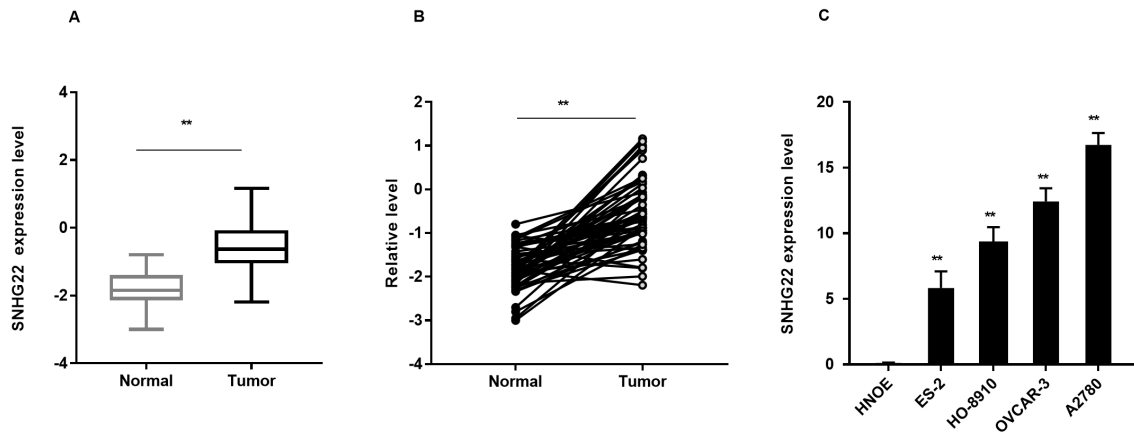 A
SNHG22 expression level
4
2
0
-2
-4
**
Normal
Tumor
B
Relative level
2
1
0
-1
-2
-3
-4
**
Normal
Tumor
C
SNHG22 expression level
20
15
10
5
0
**
**
**
**
HNOE
ES-2
HO-8910
OVCAR-3
A2780